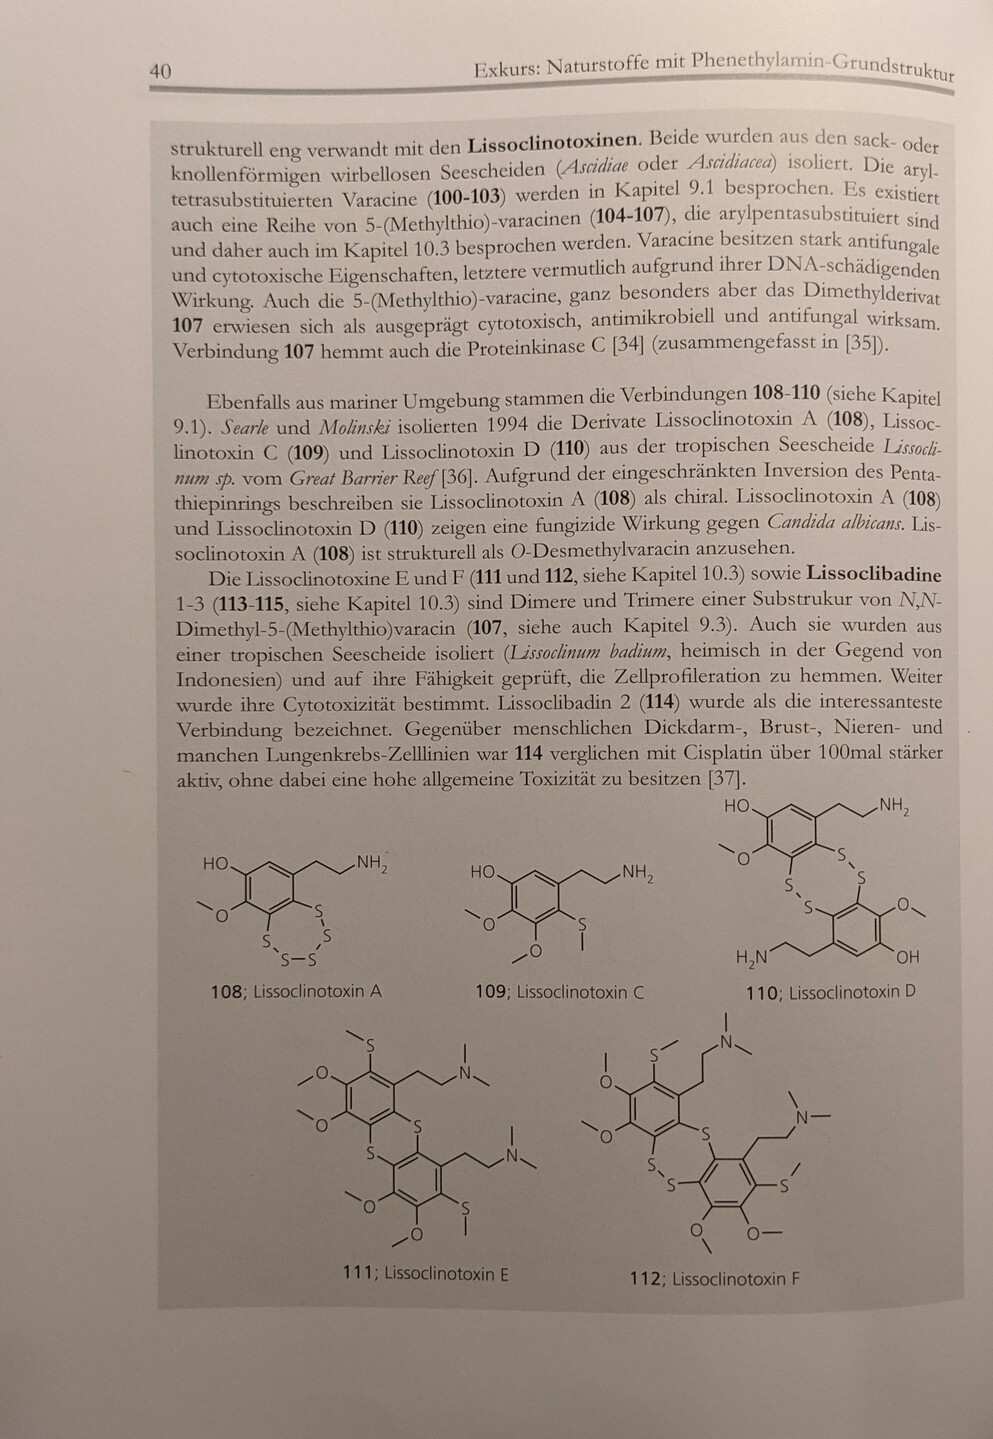 40
Exkurs: Naturstoffe mit Phenethylamin-Grundstruktur
strukturell eng verwandt mit den Lissoclinotoxinen. Beide wurden aus den sack- oder
knollenförmigen wirbellosen Seescheiden (Ascidiae oder Ascidiacea) isoliert. Die aryl-
tetrasubstituierten Varacine (100-103) werden in Kapitel 9.1 besprochen. Es existiert
auch eine Reihe von 5-(Methylthio)-varacinen (104-107), die arylpentasubstituiert sind
und daher auch im Kapitel 10.3 besprochen werden. Varacine besitzen stark antifungale
und cytotoxische Eigenschaften, letztere vermutlich aufgrund ihrer DNA-schädigenden
Wirkung. Auch die 5-(Methylthio)-varacine, ganz besonders aber das Dimethylderivat
107 erwiesen sich als ausgeprägt cytotoxisch, antimikrobiell und antifungal wirksam.
Verbindung 107 hemmt auch die Proteinkinase C [34] (zusammengefasst in [35]).
Ebenfalls aus mariner Umgebung stammen die Verbindungen 108-110 (siehe Kapitel
9.1). Searle und Molinski isolierten 1994 die Derivate Lissoclinotoxin A (108), Lissoc-
linotoxin C (109) und Lissoclinotoxin D (110) aus der tropischen Seescheide Lissocli-
num sp. vom Great Barrier Reef [36]. Aufgrund der eingeschränkten Inversion des Penta-
thiepinrings beschreiben sie Lissoclinotoxin A (108) als chiral. Lissoclinotoxin A (108)
und Lissoclinotoxin D (110) zeigen eine fungizide Wirkung gegen Candida albicans. Lis-
soclinotoxin A (108) ist strukturell als O-Desmethylvaracin anzusehen.
Die Lissoclinotoxine E und F (111 und 112, siehe Kapitel 10.3) sowie Lissoclibadine
1-3 (113-115, siehe Kapitel 10.3) sind Dimere und Trimere einer Substrukur von N,N-
Dimethyl-5-(Methylthio)varacin (107, siehe auch Kapitel 9.3). Auch sie wurden aus
einer tropischen Seescheide isoliert (Lissoclinum badium, heimisch in der Gegend von
Indonesien) und auf ihre Fähigkeit geprüft, die Zellprofileration zu hemmen. Weiter
wurde ihre Cytotoxizität bestimmt. Lissoclibadin 2 (114) wurde als die interessanteste
Verbindung bezeichnet. Gegenüber menschlichen Dickdarm-, Brust-, Nieren- und
manchen Lungenkrebs-Zelllinien war 114 verglichen mit Cisplatin über 100mal stärker
aktiv, ohne dabei eine hohe allgemeine Toxizität zu besitzen [37].
HO NH2
O S
S S
S–S
108; Lissoclinotoxin A
HO NH2
O S
O
109; Lissoclinotoxin C
HO NH2
O S
S S
S O
H2N OH
110; Lissoclinotoxin D
S
O N
O S
S N
O S
O
111; Lissoclinotoxin E
N
S
O N
O S
S
S S
O O
112; Lissoclinotoxin F